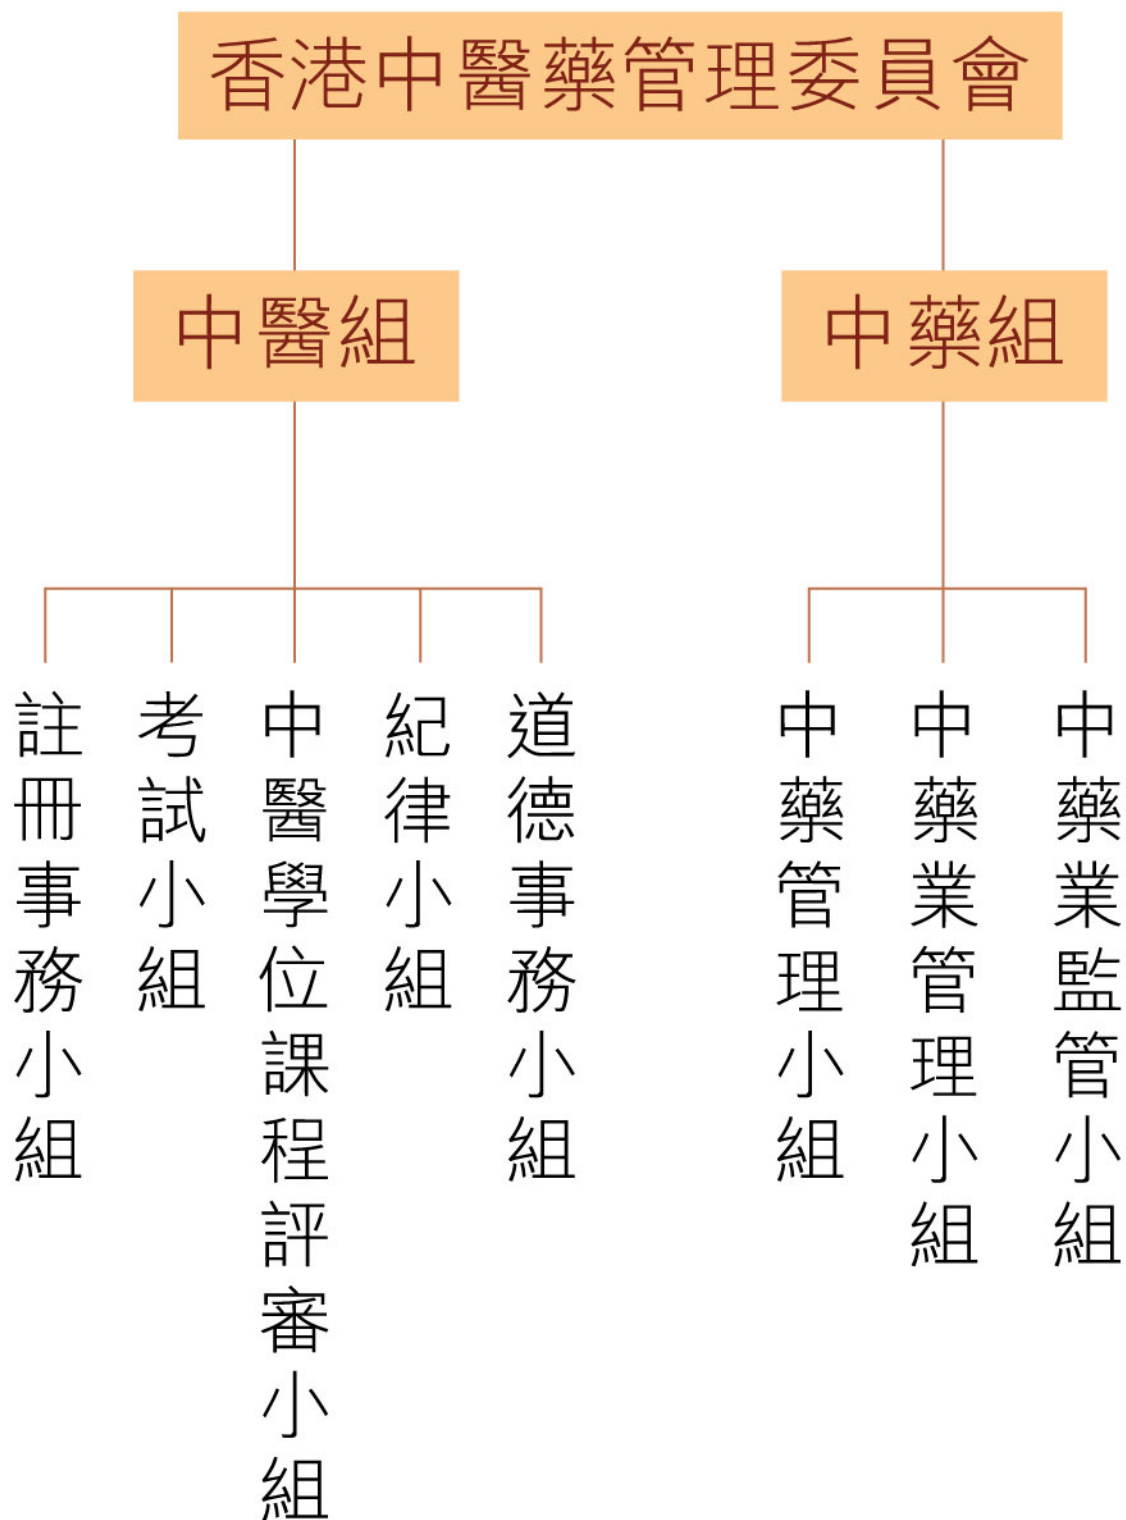 香港中醫藥管理委員會
中醫組
中藥組
註冊事務小組
考試小組
中醫學位課程評審小組
紀律小組
道德事務小組
中藥管理小組
中藥業管理小組
中藥業監管小組